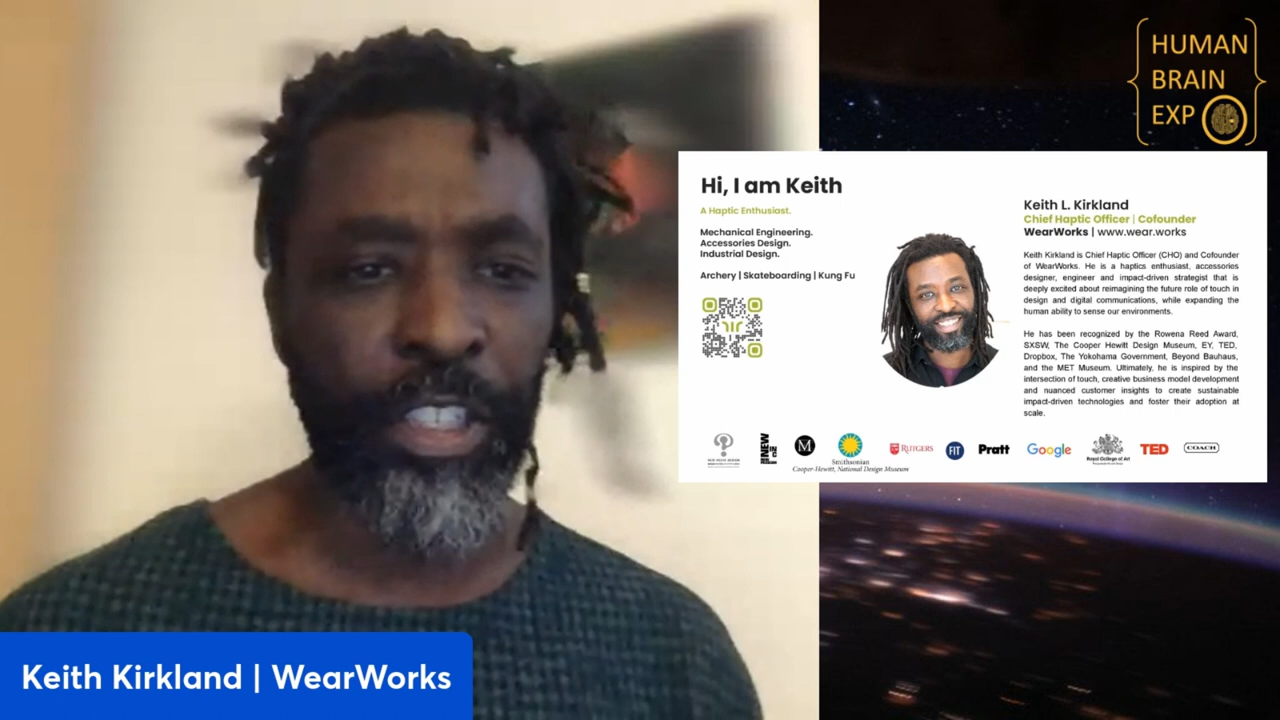 HUMAN
BRAIN
EXP
Hi, I am Keith
A Haptic Enthusiast.
Mechanical Engineering.
Accessories Design.
Industrial Design.
Archery | Skateboarding | Kung Fu
Keith L. Kirkland
Chief Haptic Officer | Cofounder
WearWorks | www.wear.works
Keith Kirkland is Chief Haptic Officer (CHO) and Cofounder
of WearWorks. He is a haptics enthusiast, accessories
designer, engineer and impact-driven strategist that is
deeply excited about reimagining the future role of touch in
design and digital communications, while expanding the
human ability to sense our environments.
He has been recognized by the Rowena Reed Award,
SXSW, The Cooper Hewitt Design Museum, EY, TED,
Dropbox, The Yokohama Government, Beyond Bauhaus,
and the MET Museum. Ultimately, he is inspired by the
intersection of touch, creative business model development
and nuanced customer insights to create sustainable
impact-driven technologies and foster their adoption at
scale.
NEW INC
M
Smithsonian
Cooper-Hewitt, National Design Museum
RUTGERS
FIT
Pratt
Google
Royal College of Art
TED
COACH
Keith Kirkland | WearWorks